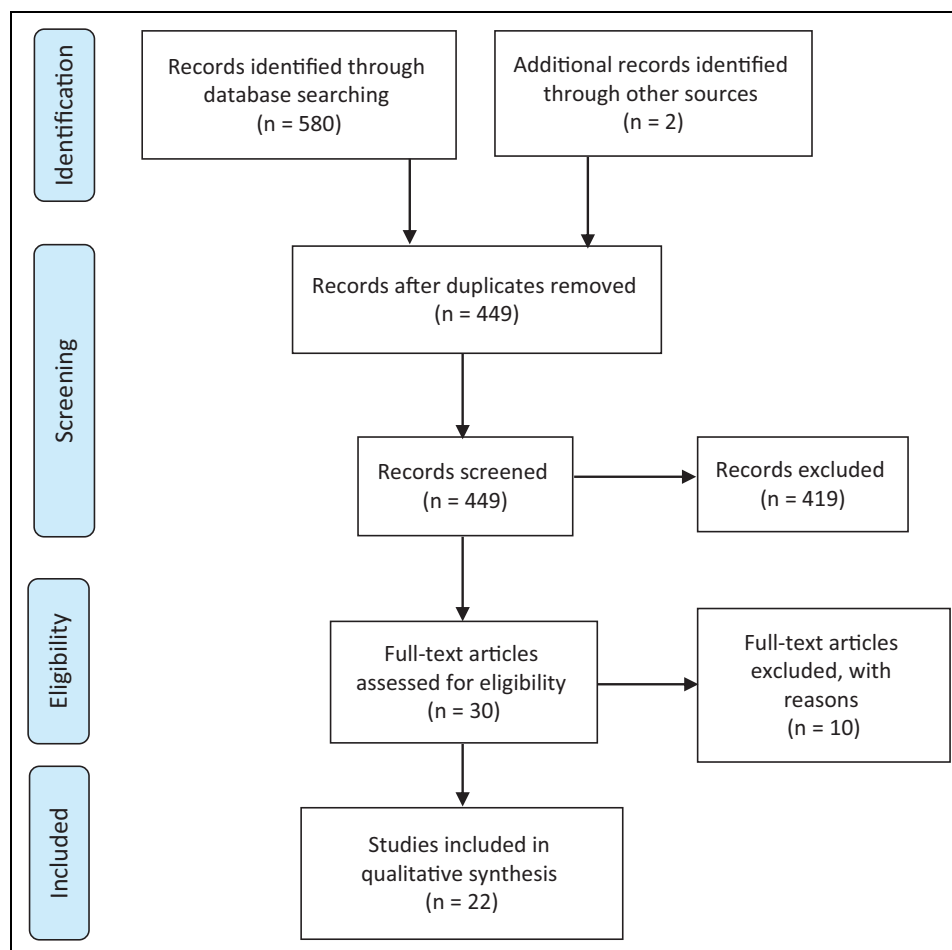 Identification
Records identified through
database searching
(n = 580)
Additional records identified
through other sources
(n = 2)
Screening
Records after duplicates removed
(n = 449)
Records screened
(n = 449)
Records excluded
(n = 419)
Eligibility
Full-text articles
assessed for eligibility
(n = 30)
Full-text articles
excluded, with
reasons
(n = 10)
Included
Studies included in
qualitative synthesis
(n = 22)